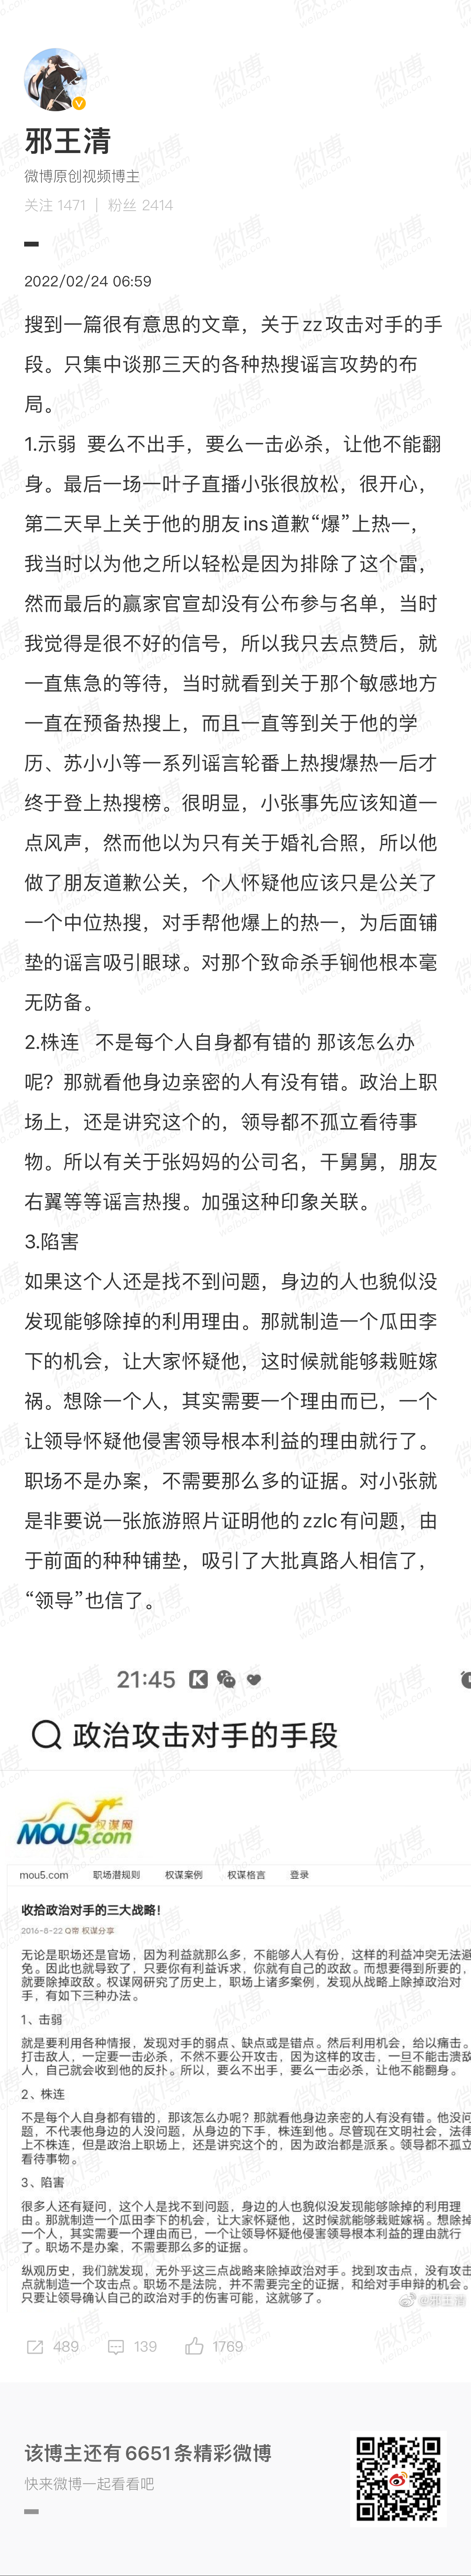 邪王清
微博原创视频博主
关注 1471 | 粉丝 2414
2022/02/24 06:59
搜到一篇很有意思的文章，关于zz攻击对手的手
段。只集中谈那三天的各种热搜谣言攻势的布
局。
1.示弱 要么不出手，要么一击必杀，让他不能翻
身。最后一场一叶子直播小张很放松，很开心，
第二天早上关于他的朋友ins道歉“爆”上热一，
我当时以为他之所以轻松是因为排除了这个雷，
然而最后的赢家官宣却没有公布参与名单，当时
我觉得是很不好的信号，所以我只去点赞后，就
一直焦急的等待，当时就看到关于那个敏感地方
一直在预备热搜上，而且一直等到关于他的学
历、苏小小等一系列谣言轮番上热搜爆热一后才
终于登上热搜榜。很明显，小张事先应该知道一
点风声，然而他以为只有关于婚礼合照，所以他
做了朋友道歉公关，个人怀疑他应该只是公关了
一个中位热搜，对手帮他爆上的热一，为后面铺
垫的谣言吸引眼球。对那个致命杀手锏他根本毫
无防备。
2.株连 不是每个人自身都有错的 那该怎么办
呢？那就看他身边亲密的人有没有错。政治上职
场上，还是讲究这个的，领导都不孤立看待事
物。所以有关于张妈妈的公司名，干舅舅，朋友
右翼等等谣言热搜。加强这种印象关联。
3.陷害
如果这个人还是找不到问题，身边的人也貌似没
发现能够除掉的利用理由。那就制造一个瓜田李
下的机会，让大家怀疑他，这时候就能够栽赃嫁
祸。想除一个人，其实需要一个理由而已，一个
让领导怀疑他侵害领导根本利益的理由就行了。
职场不是办案，不需要那么多的证据。对小张就
是非要说一张旅游照片证明他的zzlc有问题，由
于前面的种种铺垫，吸引了大批真路人相信了，
“领导”也信了。
21:45
政治攻击对手的手段
权谋网
MOU5.com
mou5.com 职场潜规则 权谋案例 权谋格言 登录
收拾政治对手的三大战略！
2016-8-22 Q帝 权谋分享
无论是职场还是官场，因为利益就那么多，不能够人人有份，这样的利益冲突无法避
免。因此也就导致了，只要你有利益诉求，你就有自己的政敌。而想要得到所要的，
就要除掉政敌。权谋网研究了历史上，职场上诸多案例，发现从战略上除掉政治对
手，有如下三种办法。
1、击弱
就是要利用各种情报，发现对手的弱点、缺点或是错点。然后利用机会，给以痛击。
打击敌人，一定要一击必杀，不然不要公开攻击，因为这样的攻击，一旦不能击溃敌
人，自己就会收到他的反扑。所以，要么不出手，要么一击必杀，让他不能翻身。
2、株连
不是每个人自身都有错的，那该怎么办呢？那就看他身边亲密的人有没有错。他没问
题，不代表他身边的人没问题，从身边的下手，株连到他。尽管现在文明社会，法律
上不株连，但是政治上职场上，还是讲究这个的，因为政治都是派系。领导都不孤立
看待事物。
3、陷害
很多人还有疑问，这个人是找不到问题，身边的人也貌似没发现能够除掉的利用理
由。那就制造一个瓜田李下的机会，让大家怀疑他，这时候就能够栽赃嫁祸。想除掉
一个人，其实需要一个理由而已，一个让领导怀疑他侵害领导根本利益的理由就行
了。职场不是办案，不需要那么多的证据。
纵观历史，我们就发现，无外乎这三点战略来除掉政治对手。找到攻击点，没有攻击
点就制造一个攻击点。职场不是法院，并不需要完全的证据，和给对手申辩的机会。
只要让领导确认自己的政治对手的伤害可能，这就够了。
@邪王清
489 139 1769
该博主还有6651条精彩微博
快来微博一起看看吧